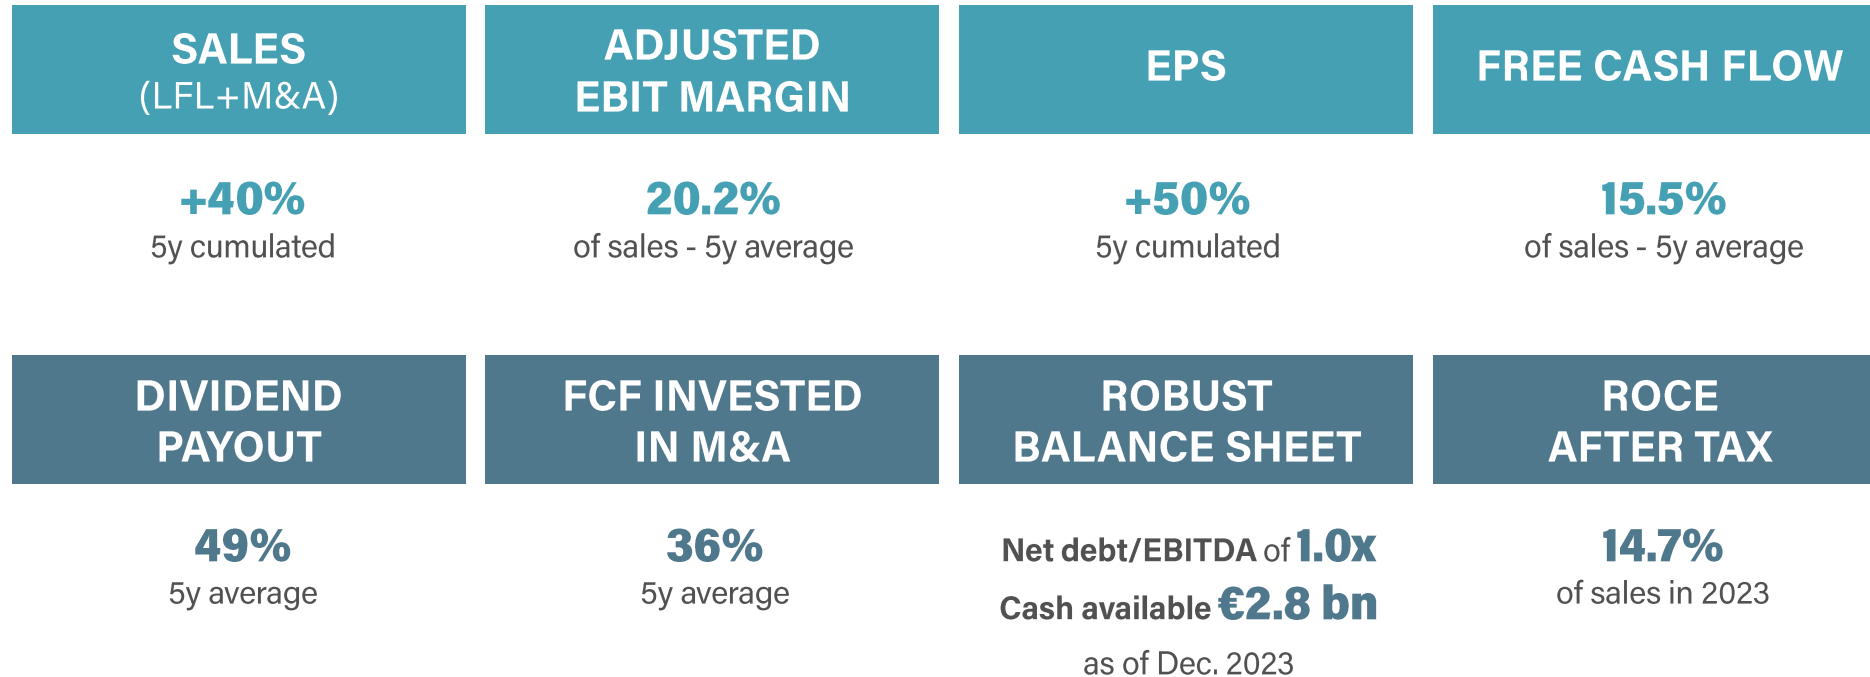 SALES
(LFL+M&A)
+40%
5y cumulated
ADJUSTED
EBIT MARGIN
20.2%
of sales - 5y average
EPS
+50%
5y cumulated
FREE CASH FLOW
15.5%
of sales - 5y average
DIVIDEND
PAYOUT
49%
5y average
FCF INVESTED
IN M&A
36%
5y average
ROBUST
BALANCE SHEET
Net debt/EBITDA of 1.0x
Cash available €2.8 bn
as of Dec. 2023
ROCE
AFTER TAX
14.7%
of sales in 2023